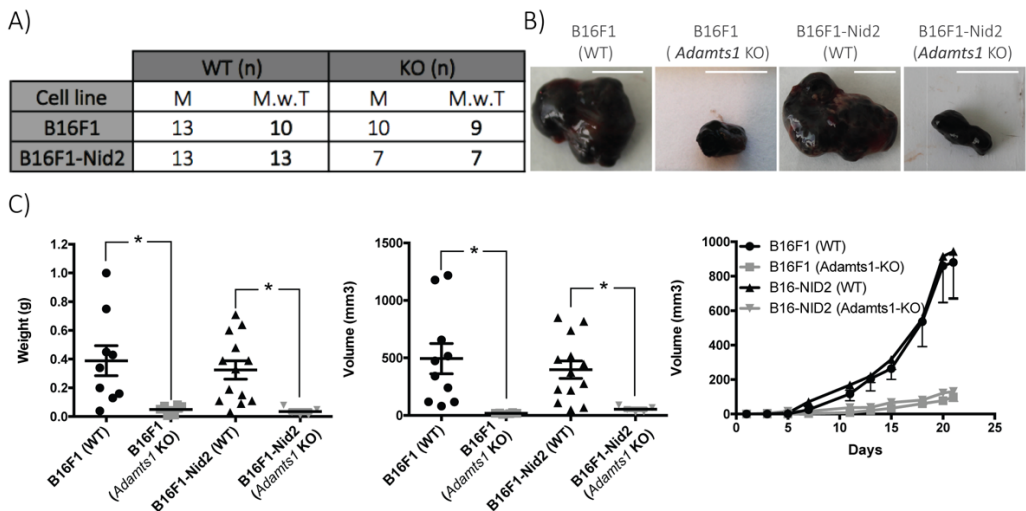 A)
WT (n) KO (n)
Cell line M M.w.T M M.w.T
B16F1 13 10 10 9
B16F1-Nid2 13 13 7 7
B)
B16F1
(WT)
B16F1
( Adamts1 KO)
B16F1-Nid2
(WT)
B16F1-Nid2
(Adamts1 KO)
C)
Weight (g)
1.2
1.0
0.8
0.6
0.4
0.2
0.0
*
*
B16F1 (WT)
B16F1
(Adamts1 KO)
B16F1-Nid2 (WT)
B16F1-Nid2
(Adamts1 KO)
Volume (mm3)
1500
1000
500
0
*
*
B16F1 (WT)
B16F1
(Adamts1 KO)
B16F1-Nid2 (WT)
B16F1-Nid2
(Adamts1 KO)
Volume (mm3)
1000
800
600
400
200
0
B16F1 (WT)
B16F1 (Adamts1-KO)
B16-NID2 (WT)
B16-NID2 (Adamts1-KO)
0 5 10 15 20 25
Days